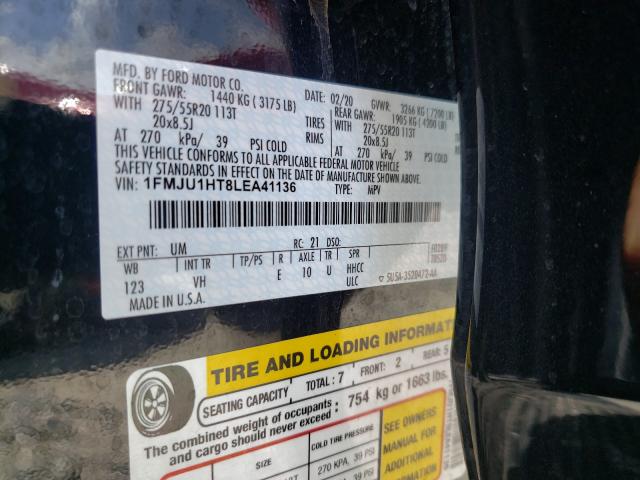 MFD. BY FORD MOTOR CO.
DATE: 02/20 GVWR: 3266 KG (7200 LB)
FRONT GAWR: 1440 KG (3175 LB) REAR GAWR: 1905 KG (4200 LB)
WITH 275/55R20 113T TIRES WITH 275/55R20 113T
20x8.5J RIMS 20x8.5J
AT 270 kPa/ 39 PSI COLD AT 270 kPa/ 39 PSI COLD
THIS VEHICLE CONFORMS TO ALL APPLICABLE FEDERAL MOTOR VEHICLE
SAFETY STANDARDS IN EFFECT ON THE DATE OF MANUFACTURE SHOWN ABOVE.
VIN: 1FMJU1HT8LEA41136 TYPE: MPV
EXT PNT: UM RC: 21 DSO:
WB INT TR TP/PS R AXLE TR SPR
123 VH E 10 U HHCC
MADE IN U.S.A. ULC 5U5A-3520472-AA
TIRE AND LOADING INFORMATION
SEATING CAPACITY TOTAL: 7 FRONT: 2 REAR: 5
The combined weight of occupants and cargo should never exceed: 754 kg or 1663 lbs.
SIZE COLD TIRE PRESSURE
270 KPA, 39 PSI
SEE OWNERS
MANUAL FOR
ADDITIONAL